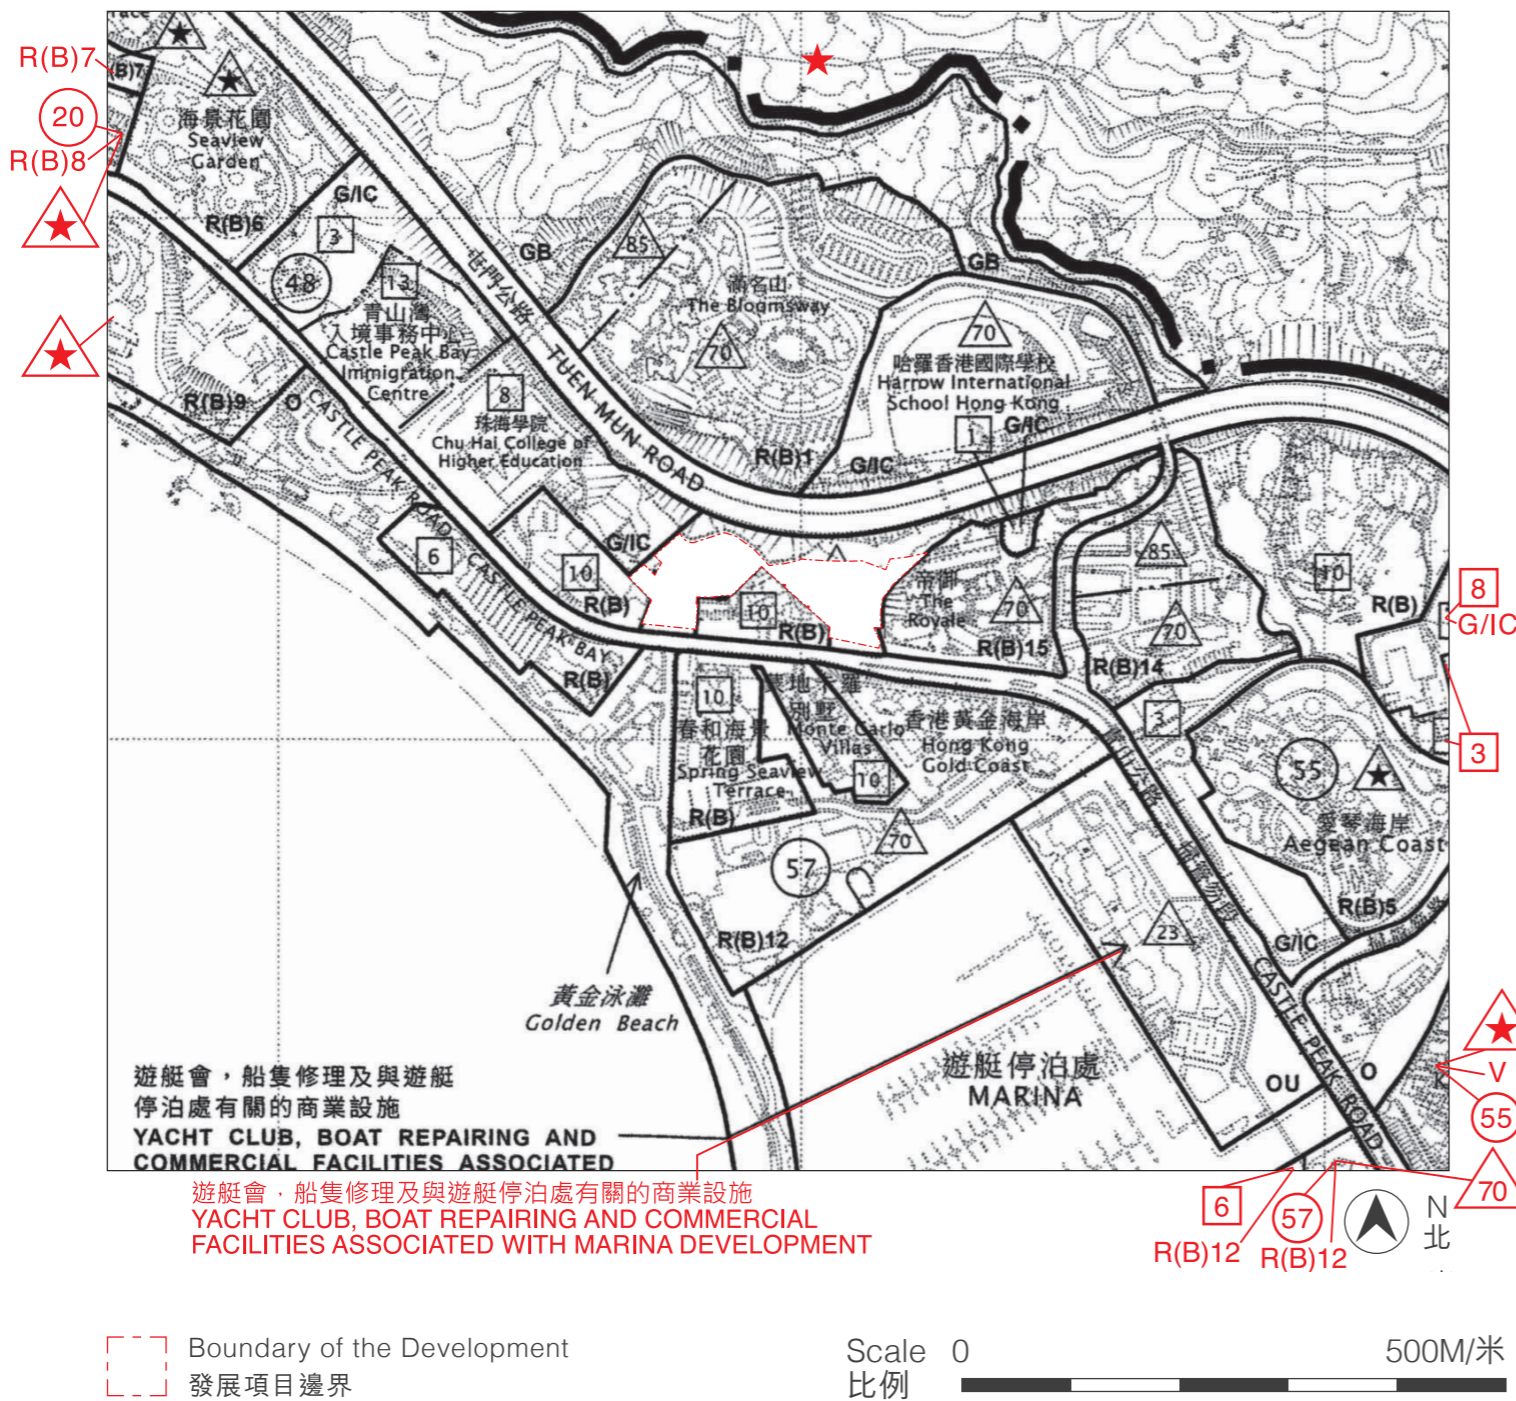 R(B)7
(B)7
20
R(B)8
海景花園
Seaview
Garden
R(B)6
G/IC
3
48
13
青山灣
入境事務中心
Castle Peak Bay
Immigration
Centre
屯門公路
GB
85
滿名山
The Bloomsway
70
GB
70
哈羅香港國際學校
Harrow International
School Hong Kong
1
G/IC
R(B)1
G/IC
TUEN MUN ROAD
8
珠海學院
Chu Hai College of
Higher Education
R(B)9
O
CASTLE PEAK ROAD
CASTLE PEAK BAY
6
10
G/IC
R(B)
R(B)
10
R(B)
帝御
The
Royale
70
R(B)15
85
70
R(B)14
10
R(B)
8
G/IC
3
10
春和海景
花園
Spring Seaview
Terrace
R(B)
別墅
Monte Carlo
Villas
10
香港黃金海岸
Hong Kong
Gold Coast
3
青山公路
55
愛琴海岸
Aegean Coast
R(B)5
70
57
R(B)12
23
G/IC
CASTLE PEAK ROAD
黃金泳灘
Golden Beach
遊艇停泊處
MARINA
OU
O
V
55
遊艇會，船隻修理及與遊艇
停泊處有關的商業設施
YACHT CLUB, BOAT REPAIRING AND
COMMERCIAL FACILITIES ASSOCIATED
遊艇會，船隻修理及與遊艇停泊處有關的商業設施
YACHT CLUB, BOAT REPAIRING AND COMMERCIAL
FACILITIES ASSOCIATED WITH MARINA DEVELOPMENT
6
R(B)12
57
R(B)12
70
N
北
Boundary of the Development
發展項目邊界
Scale 0 500M/米
比例